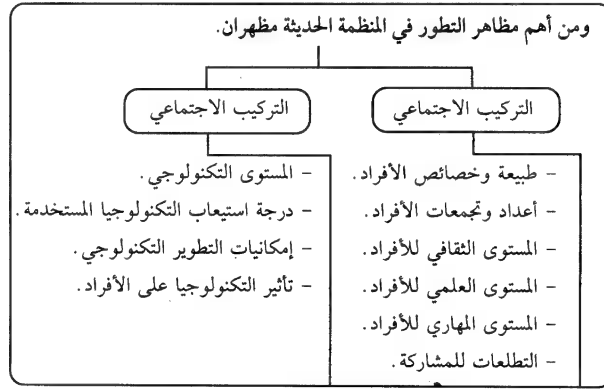 ومن أهم مظاهر التطور في المنظمة الحديثة مظهران.
التركيب الاجتماعي
- طبيعة وخصائص الأفراد.
- أعداد وتجمعات الأفراد.
- المستوى الثقافي للأفراد.
- المستوى العلمي للأفراد.
- المستوى المهاري للأفراد.
- التطلعات للمشاركة.
التركيب الاجتماعي
- المستوى التكنولوجي.
- درجة استيعاب التكنولوجيا المستخدمة.
- إمكانيات التطوير التكنولوجي.
- تأثير التكنولوجيا على الأفراد.